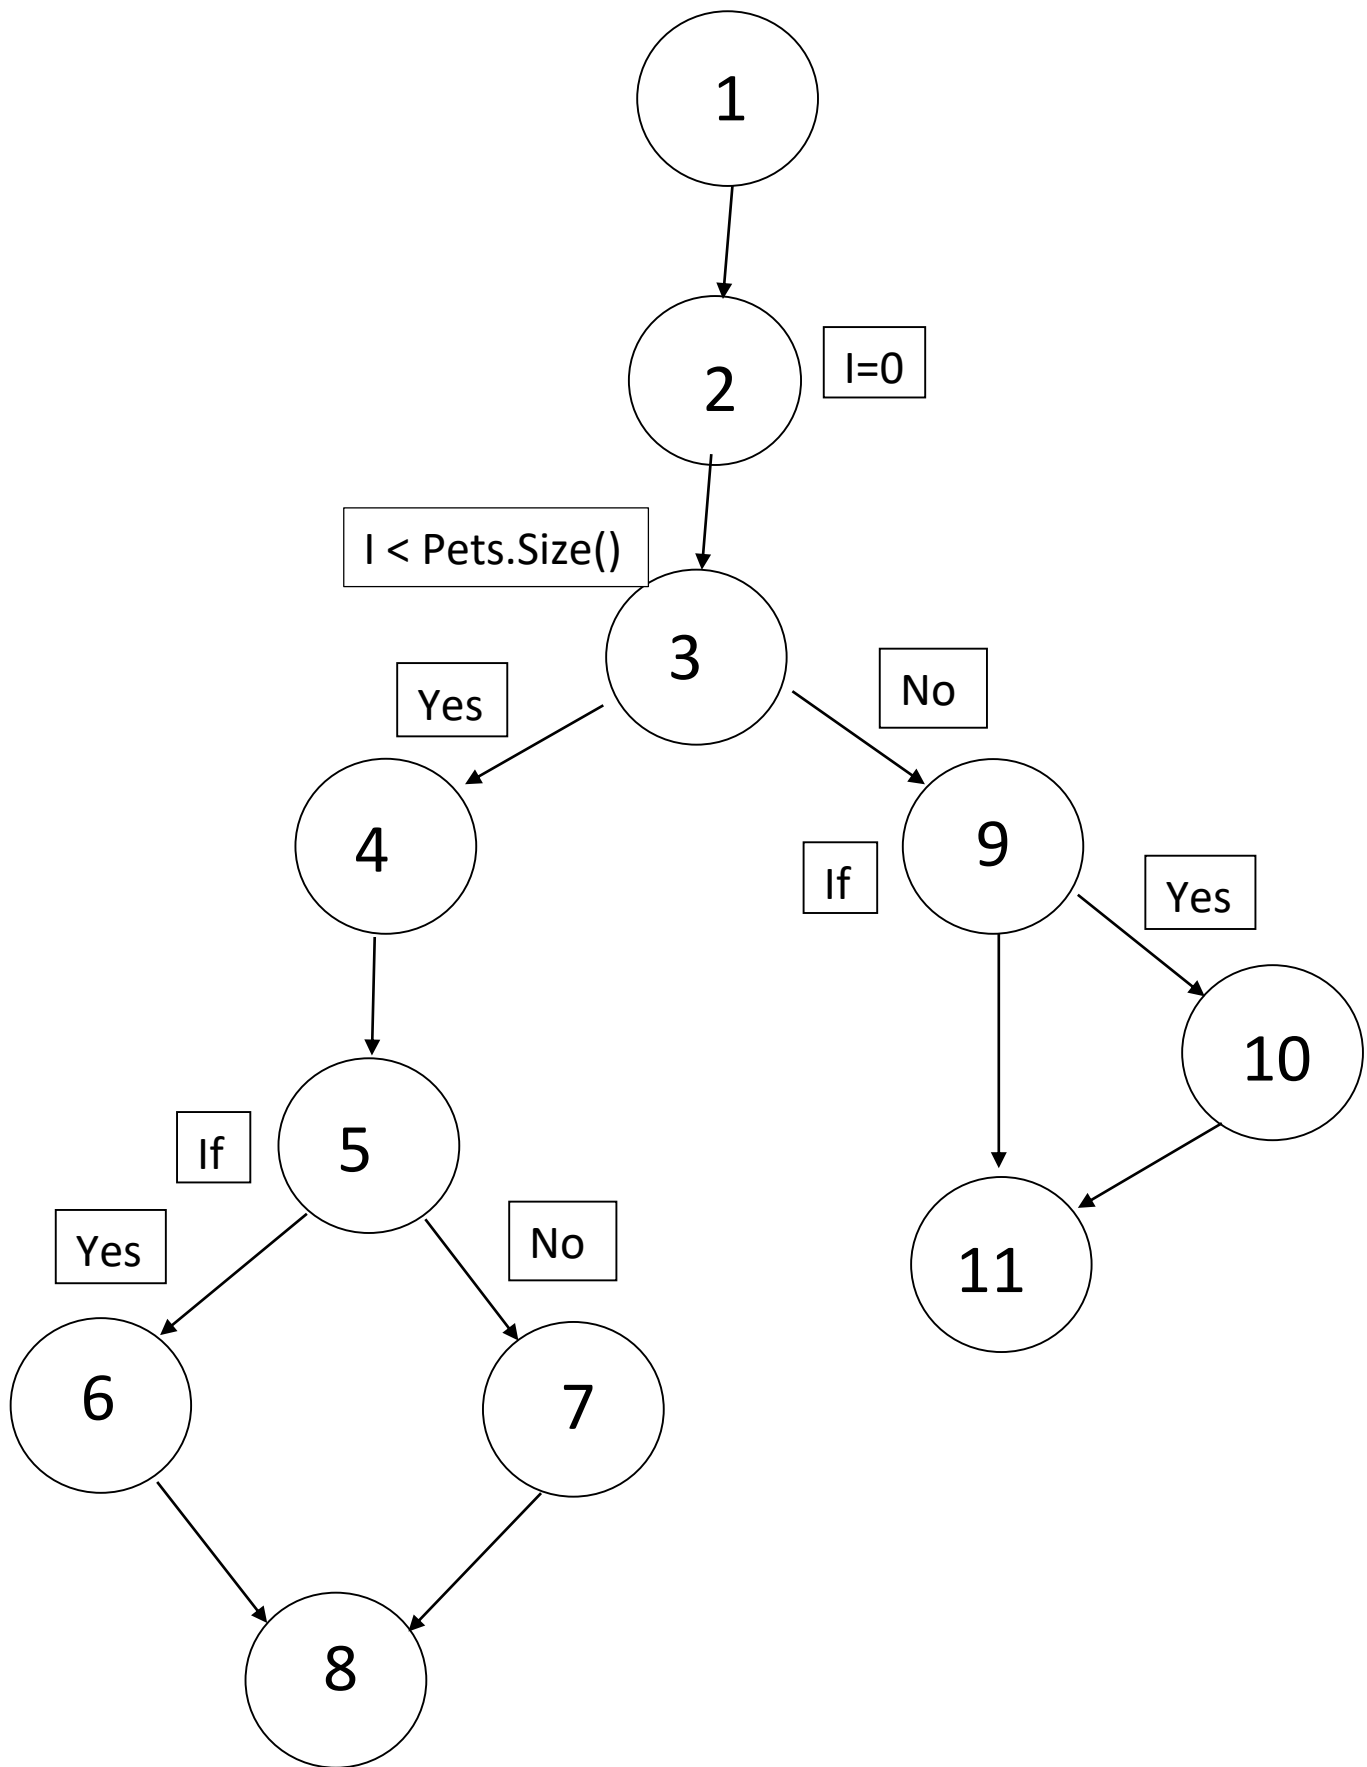 1
2
I=0
I < Pets.Size()
3
Yes
No
4
9
If
Yes
10
5
If
Yes
No
11
6
7
8